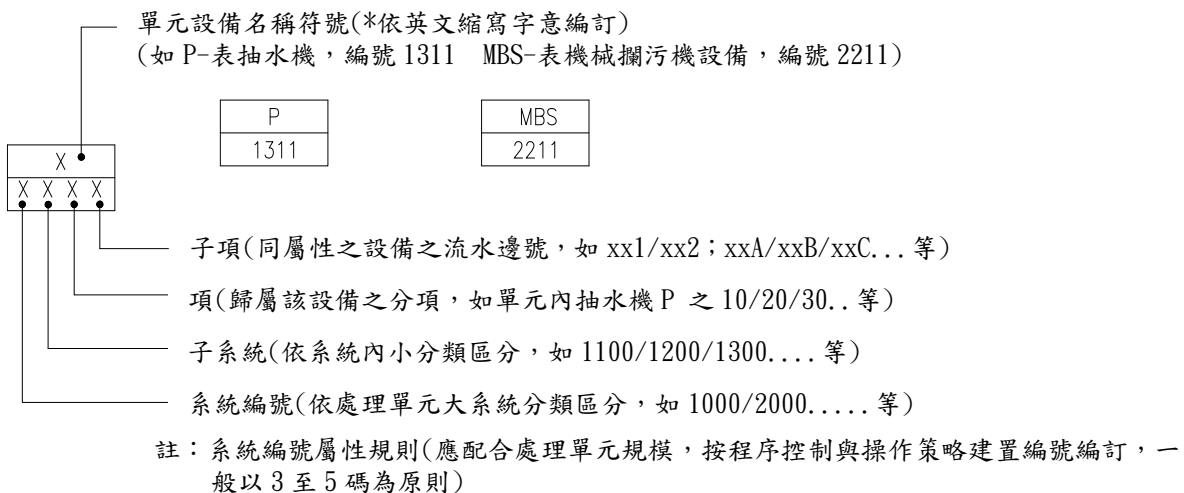 單元設備名稱符號(*依英文縮寫字意編訂)
(如 P-表抽水機，編號 1311 MBS-表機械攔污機設備，編號 2211)
P MBS
1311 2211
X
X X X X
子項(同屬性之設備之流水邊號，如 xx1/xx2；xxA/xxB/xxC...等)
項(歸屬該設備之分項，如單元內抽水機 P 之 10/20/30..等)
子系統(依系統內小分類區分，如 1100/1200/1300....等)
系統編號(依處理單元大系統分類區分，如 1000/2000.....等)
註：系統編號屬性規則(應配合處理單元規模，按程序控制與操作策略建置編號編訂，一
般以 3 至 5 碼為原則)